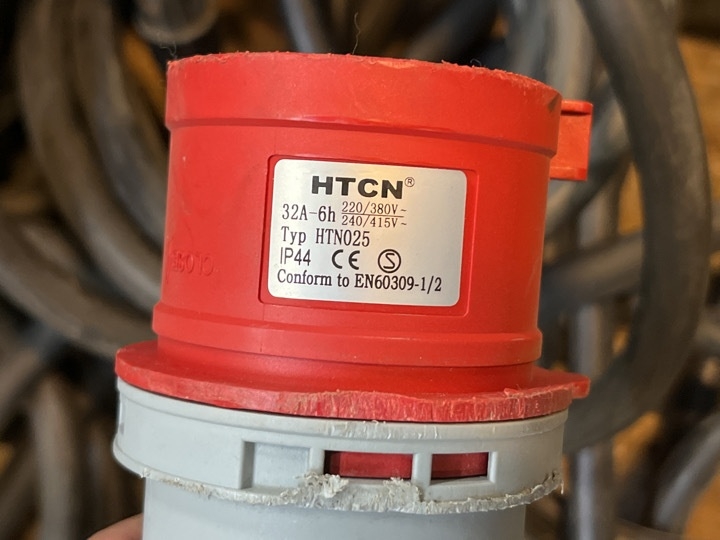 HTCN®
32A-6h 220/380V~
240/415V~
Typ HTN025
IP44 CE S
Conform to EN60309-1/2